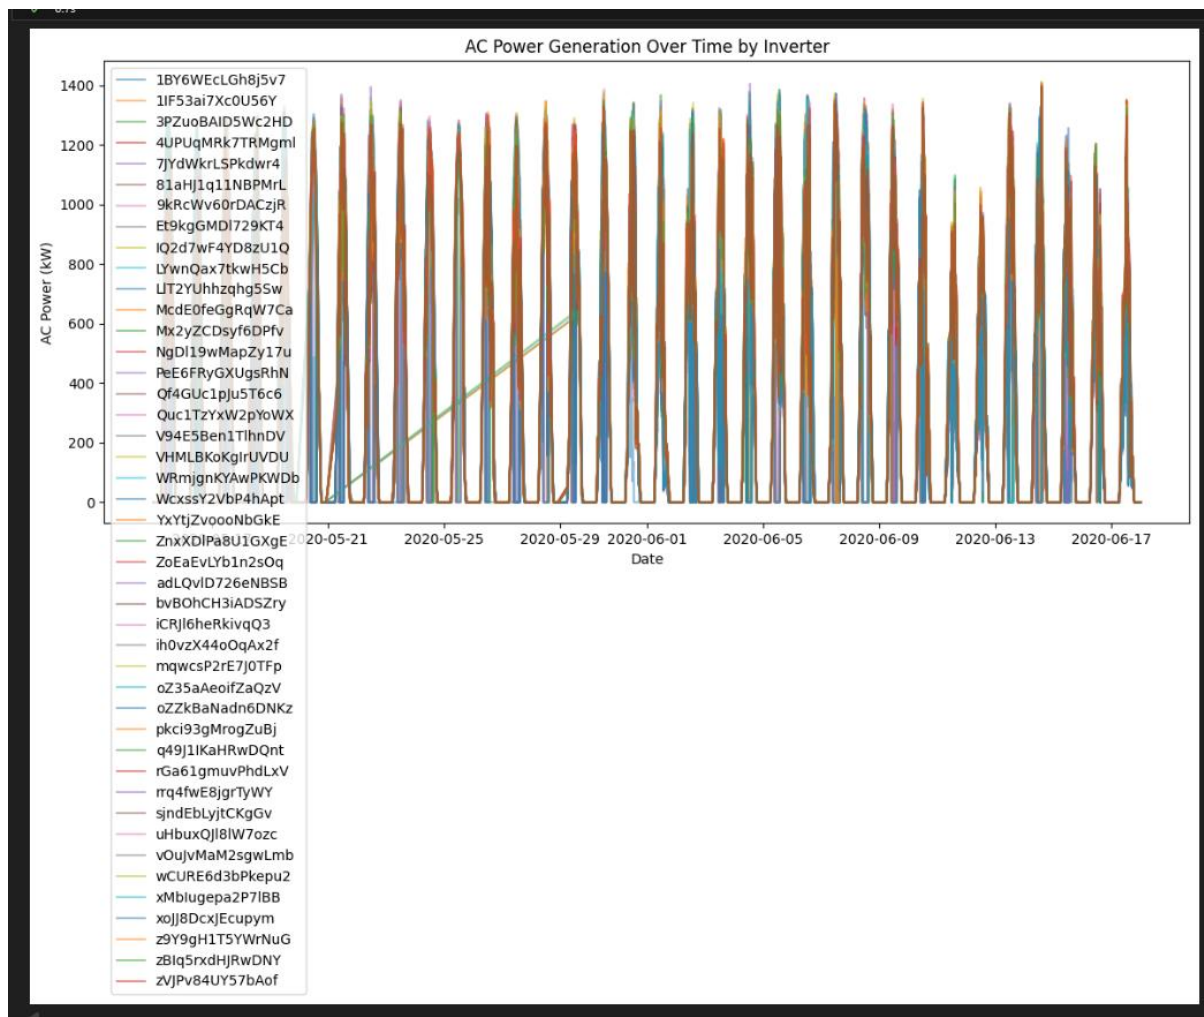 AC Power Generation Over Time by Inverter
1400
1200
1000
800
600
400
200
0
AC Power (kW)
1BY6WEcLGh8j5v7
1IF53ai7Xc0U56Y
3PZuoBAID5Wc2HD
4UPUqMRk7TRMgml
7JYdWkrLSPkdwr4
81aHJ1q11NBPMrL
9kRcWv60rDACzjR
Et9kgGMDl729KT4
IQ2d7wF4YD8zU1Q
LYwnQax7tkwH5Cb
LlT2YUhhzqhg5Sw
McdE0feGgRqW7Ca
Mx2yZCDsyf6DPfv
NgDl19wMapZy17u
PeE6FRyGXUgsRhN
Qf4GUc1pJu5T6c6
Quc1TzYxW2pYoWX
V94E5Ben1TlhnDV
VHMLBKoKgIrUVDU
WRmjgnKYAwPKWDb
WcxssY2VbP4hApt
YxYtjZvoooNbGkE
ZnxXDlPa8U1GXgE
ZoEaEvLYb1n2sOq
adLQvlD726eNBSB
bvBOhCH3iADSZry
iCRJl6heRkivqQ3
ih0vzX44oOqAx2f
mqwcsP2rE7J0TFp
oZ35aAeoifZaQzV
oZZkBaNadn6DNKz
pkci93gMrogZuBj
q49J1IKaHRwDQnt
rGa61gmuvPhdLxV
rrq4fwE8jgrTyWY
sjndEbLyjtCKgGv
uHbuxQJl8lW7ozc
vOuJvMaM2sgwLmb
wCURE6d3bPkepu2
xMbIugepa2P7lBB
xoJJ8DcxJEcupym
z9Y9gH1T5YWrNuG
zBIq5rxdHJRwDNY
zVJPv84UY57bAof
2020-05-21 2020-05-25 2020-05-29 2020-06-01 2020-06-05 2020-06-09 2020-06-13 2020-06-17
Date